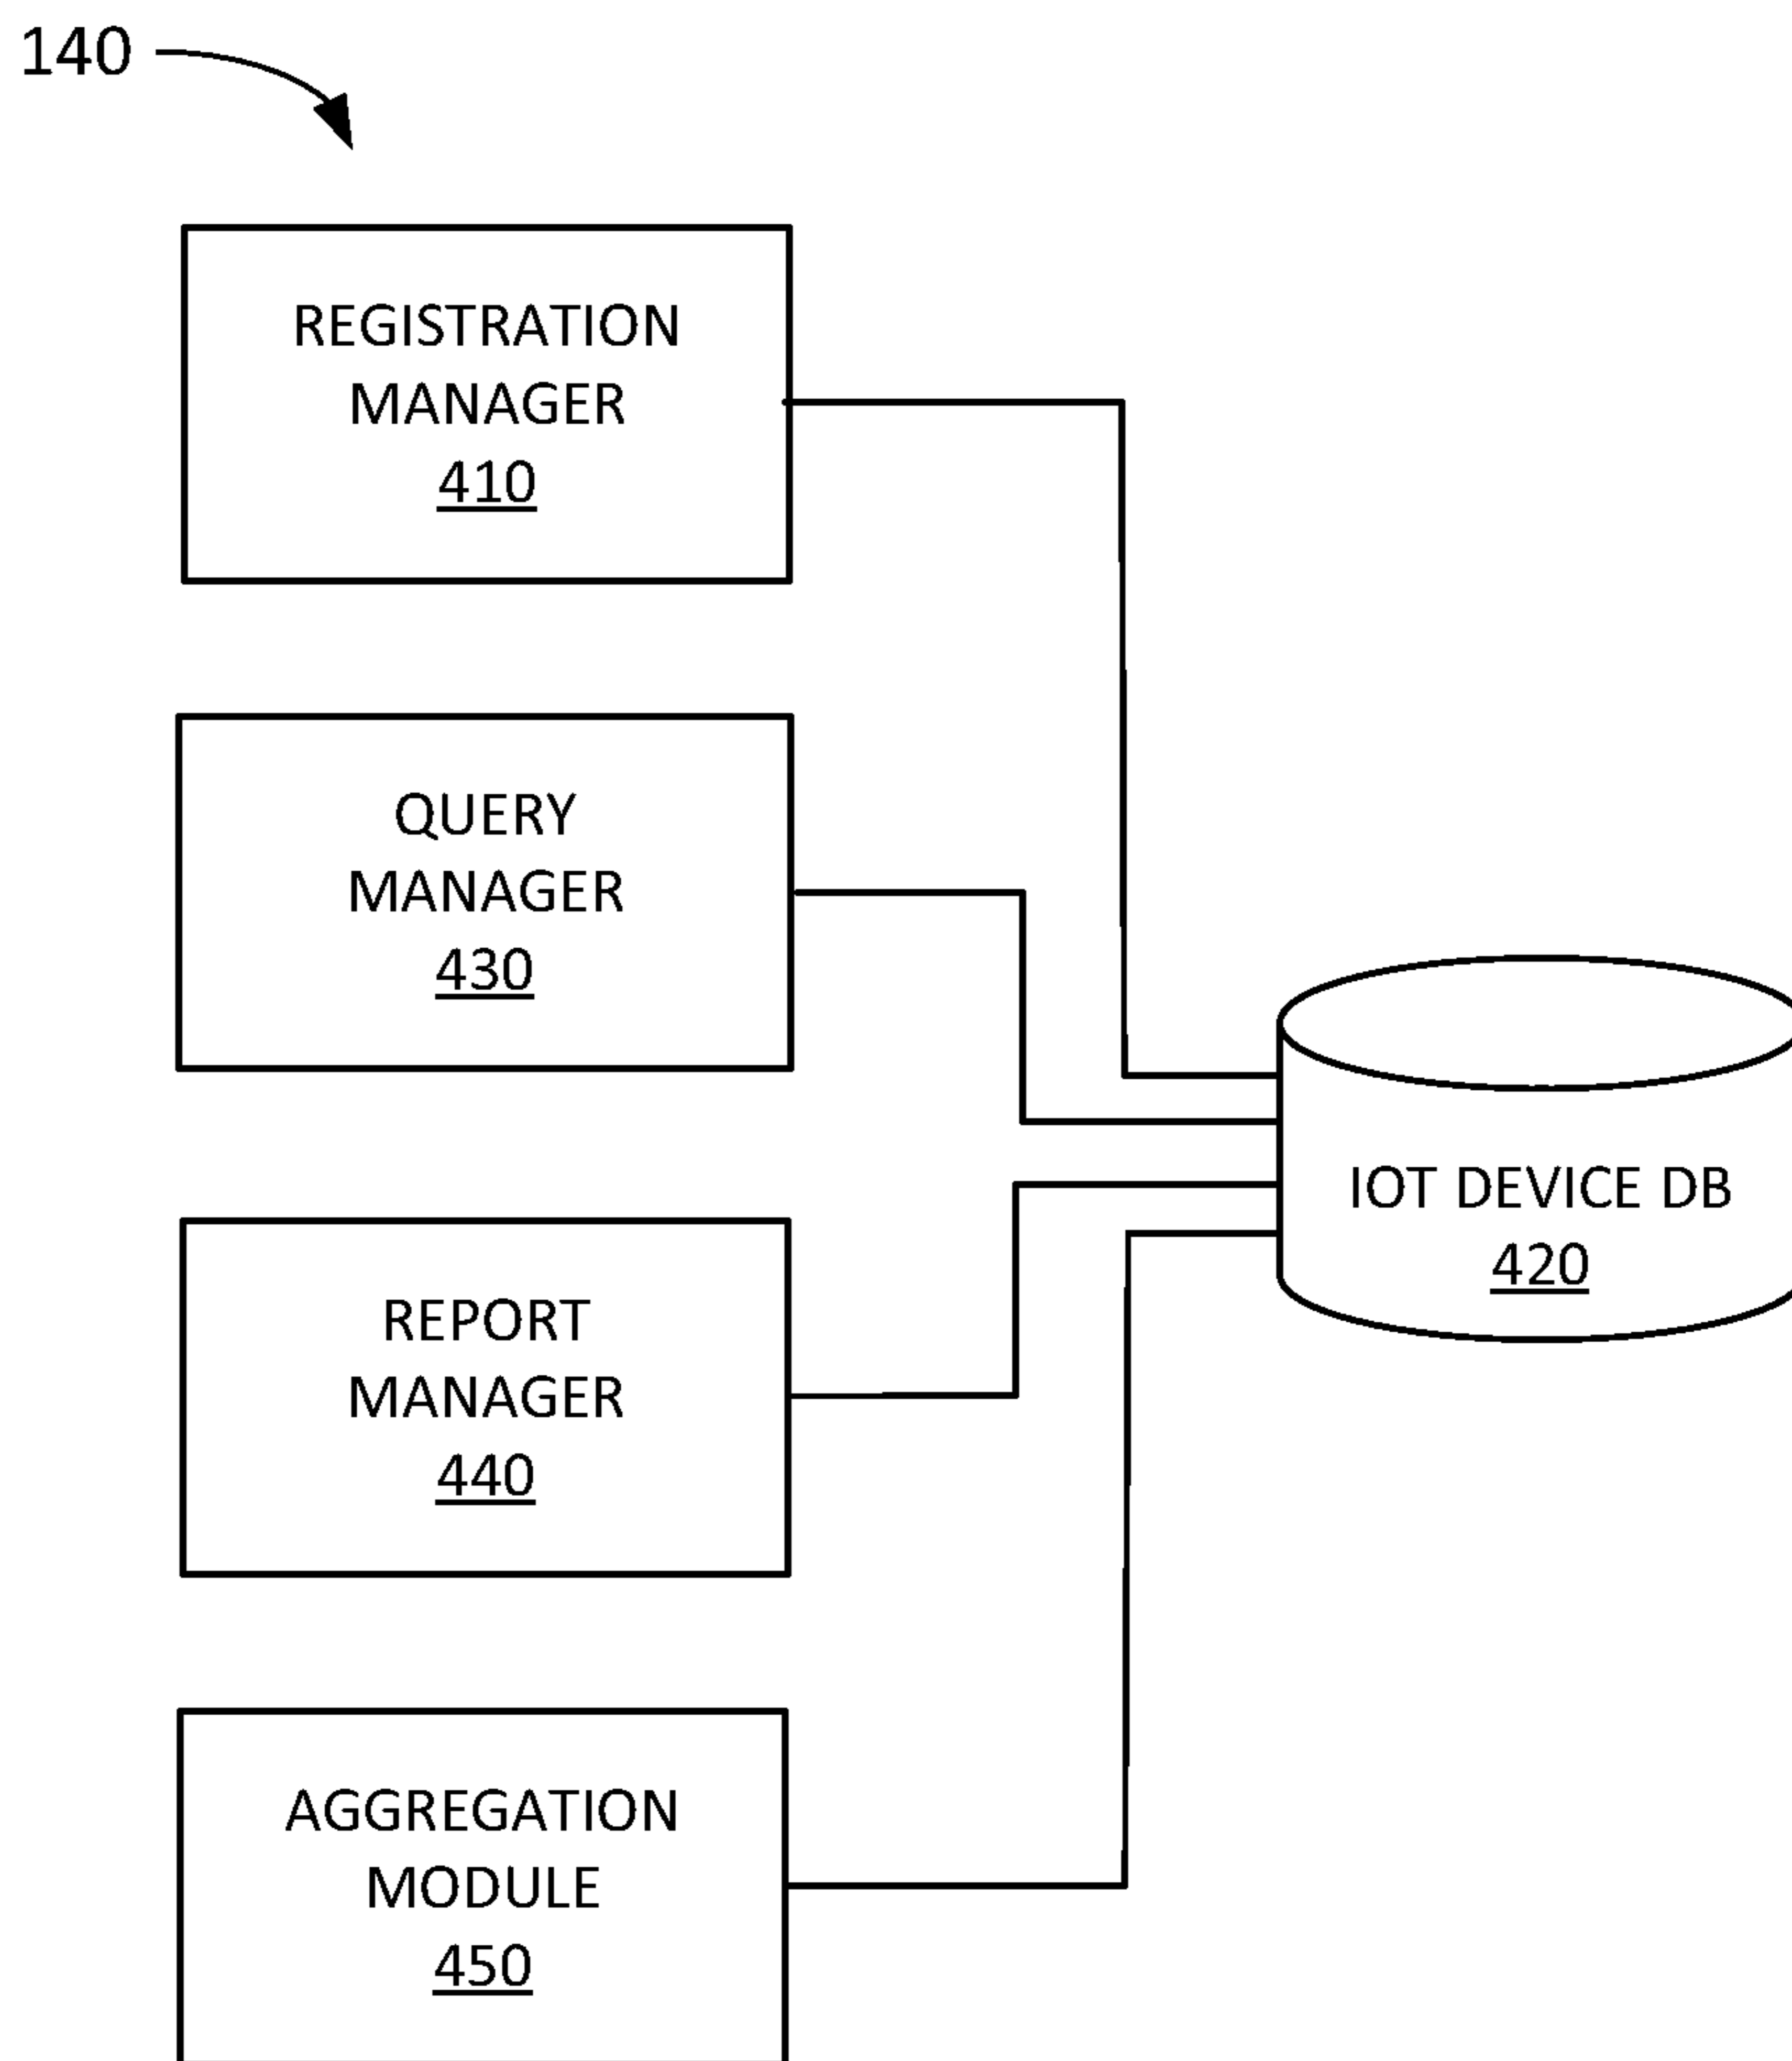 140
REGISTRATION
MANAGER
410
QUERY
MANAGER
430
IOT DEVICE DB
420
REPORT
MANAGER
440
AGGREGATION
MODULE
450